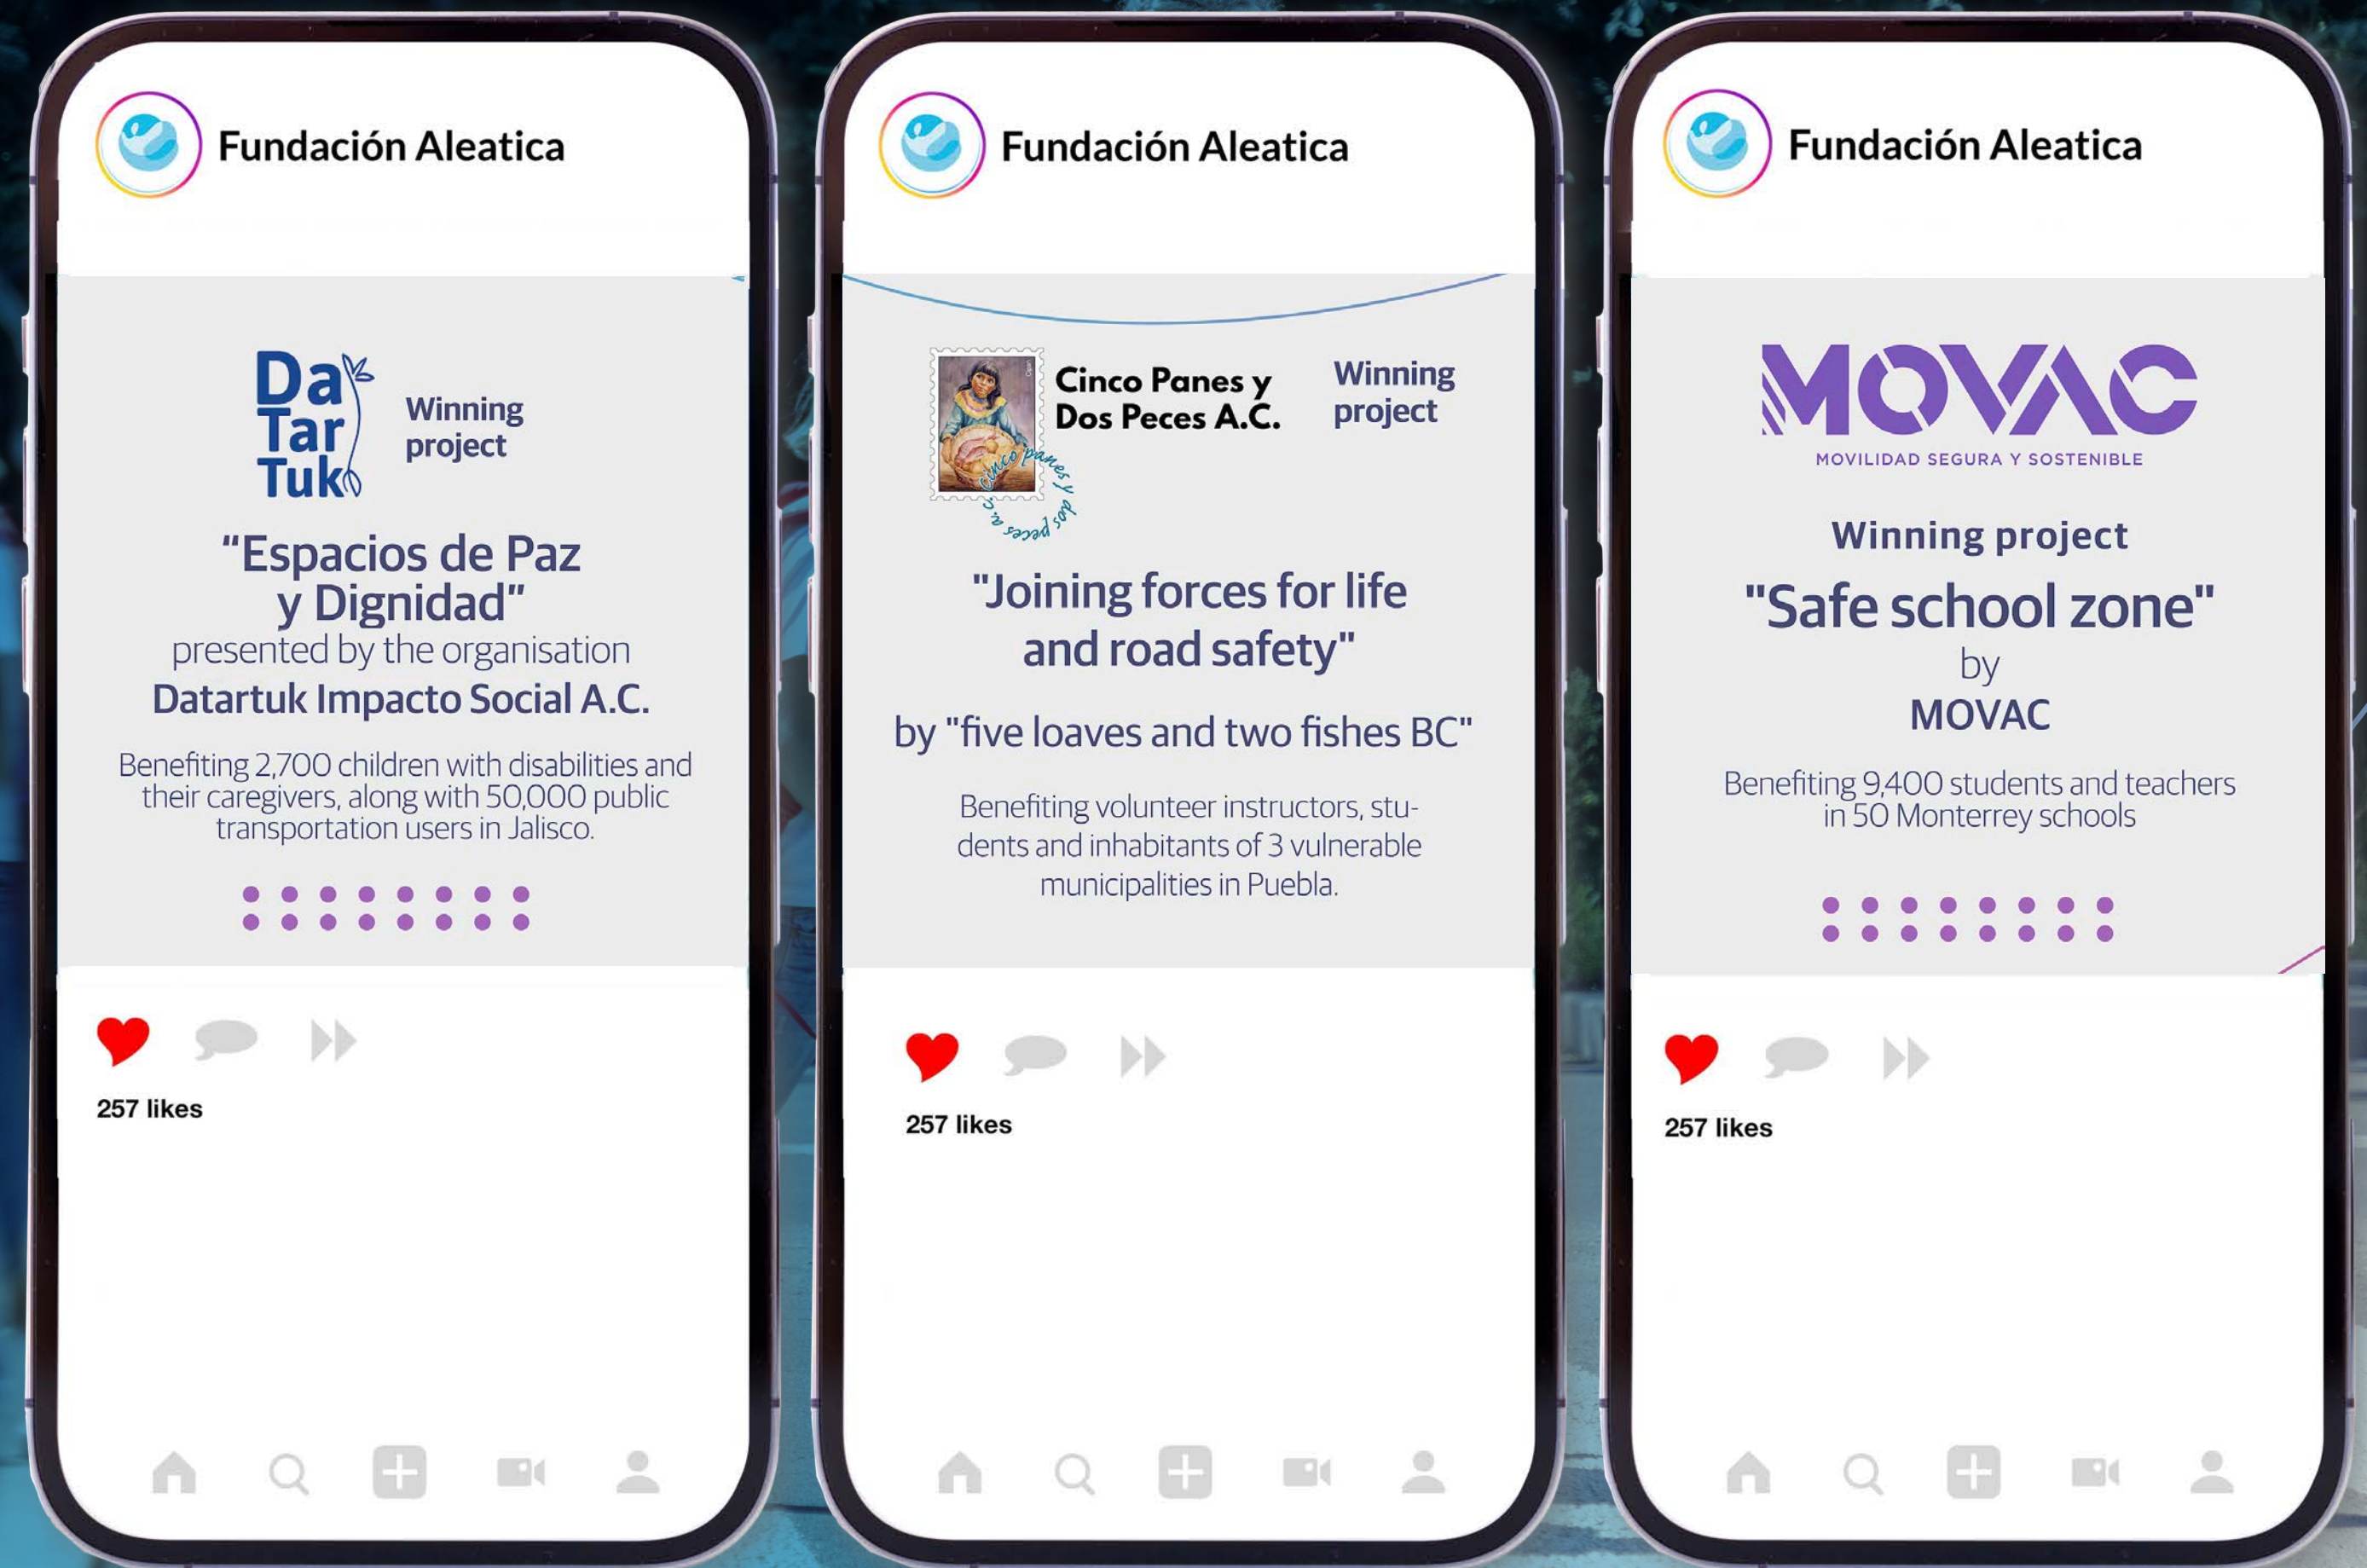 Fundación Aleatica
Da
Tar
Tuk
Winning
project
“Espacios de Paz
y Dignidad”
presented by the organisation
Datartuk Impacto Social A.C.
Benefiting 2,700 children with disabilities and
their caregivers, along with 50,000 public
transportation users in Jalisco.
257 likes
Fundación Aleatica
Cinco Panes y
Dos Peces A.C.
cinco panes y dos peces a.c.
Winning
project
"Joining forces for life
and road safety"
by "five loaves and two fishes BC"
Benefiting volunteer instructors, stu-
dents and inhabitants of 3 vulnerable
municipalities in Puebla.
257 likes
Fundación Aleatica
MOVAC
MOVILIDAD SEGURA Y SOSTENIBLE
Winning project
"Safe school zone"
by
MOVAC
Benefiting 9,400 students and teachers
in 50 Monterrey schools
257 likes